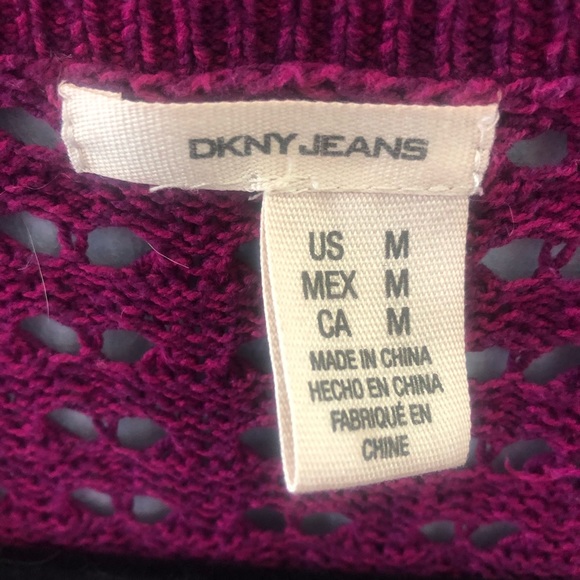 DKNY JEANS
US M
MEX M
CA M
MADE IN CHINA
HECHO EN CHINA
FABRIQUÉ EN
CHINE